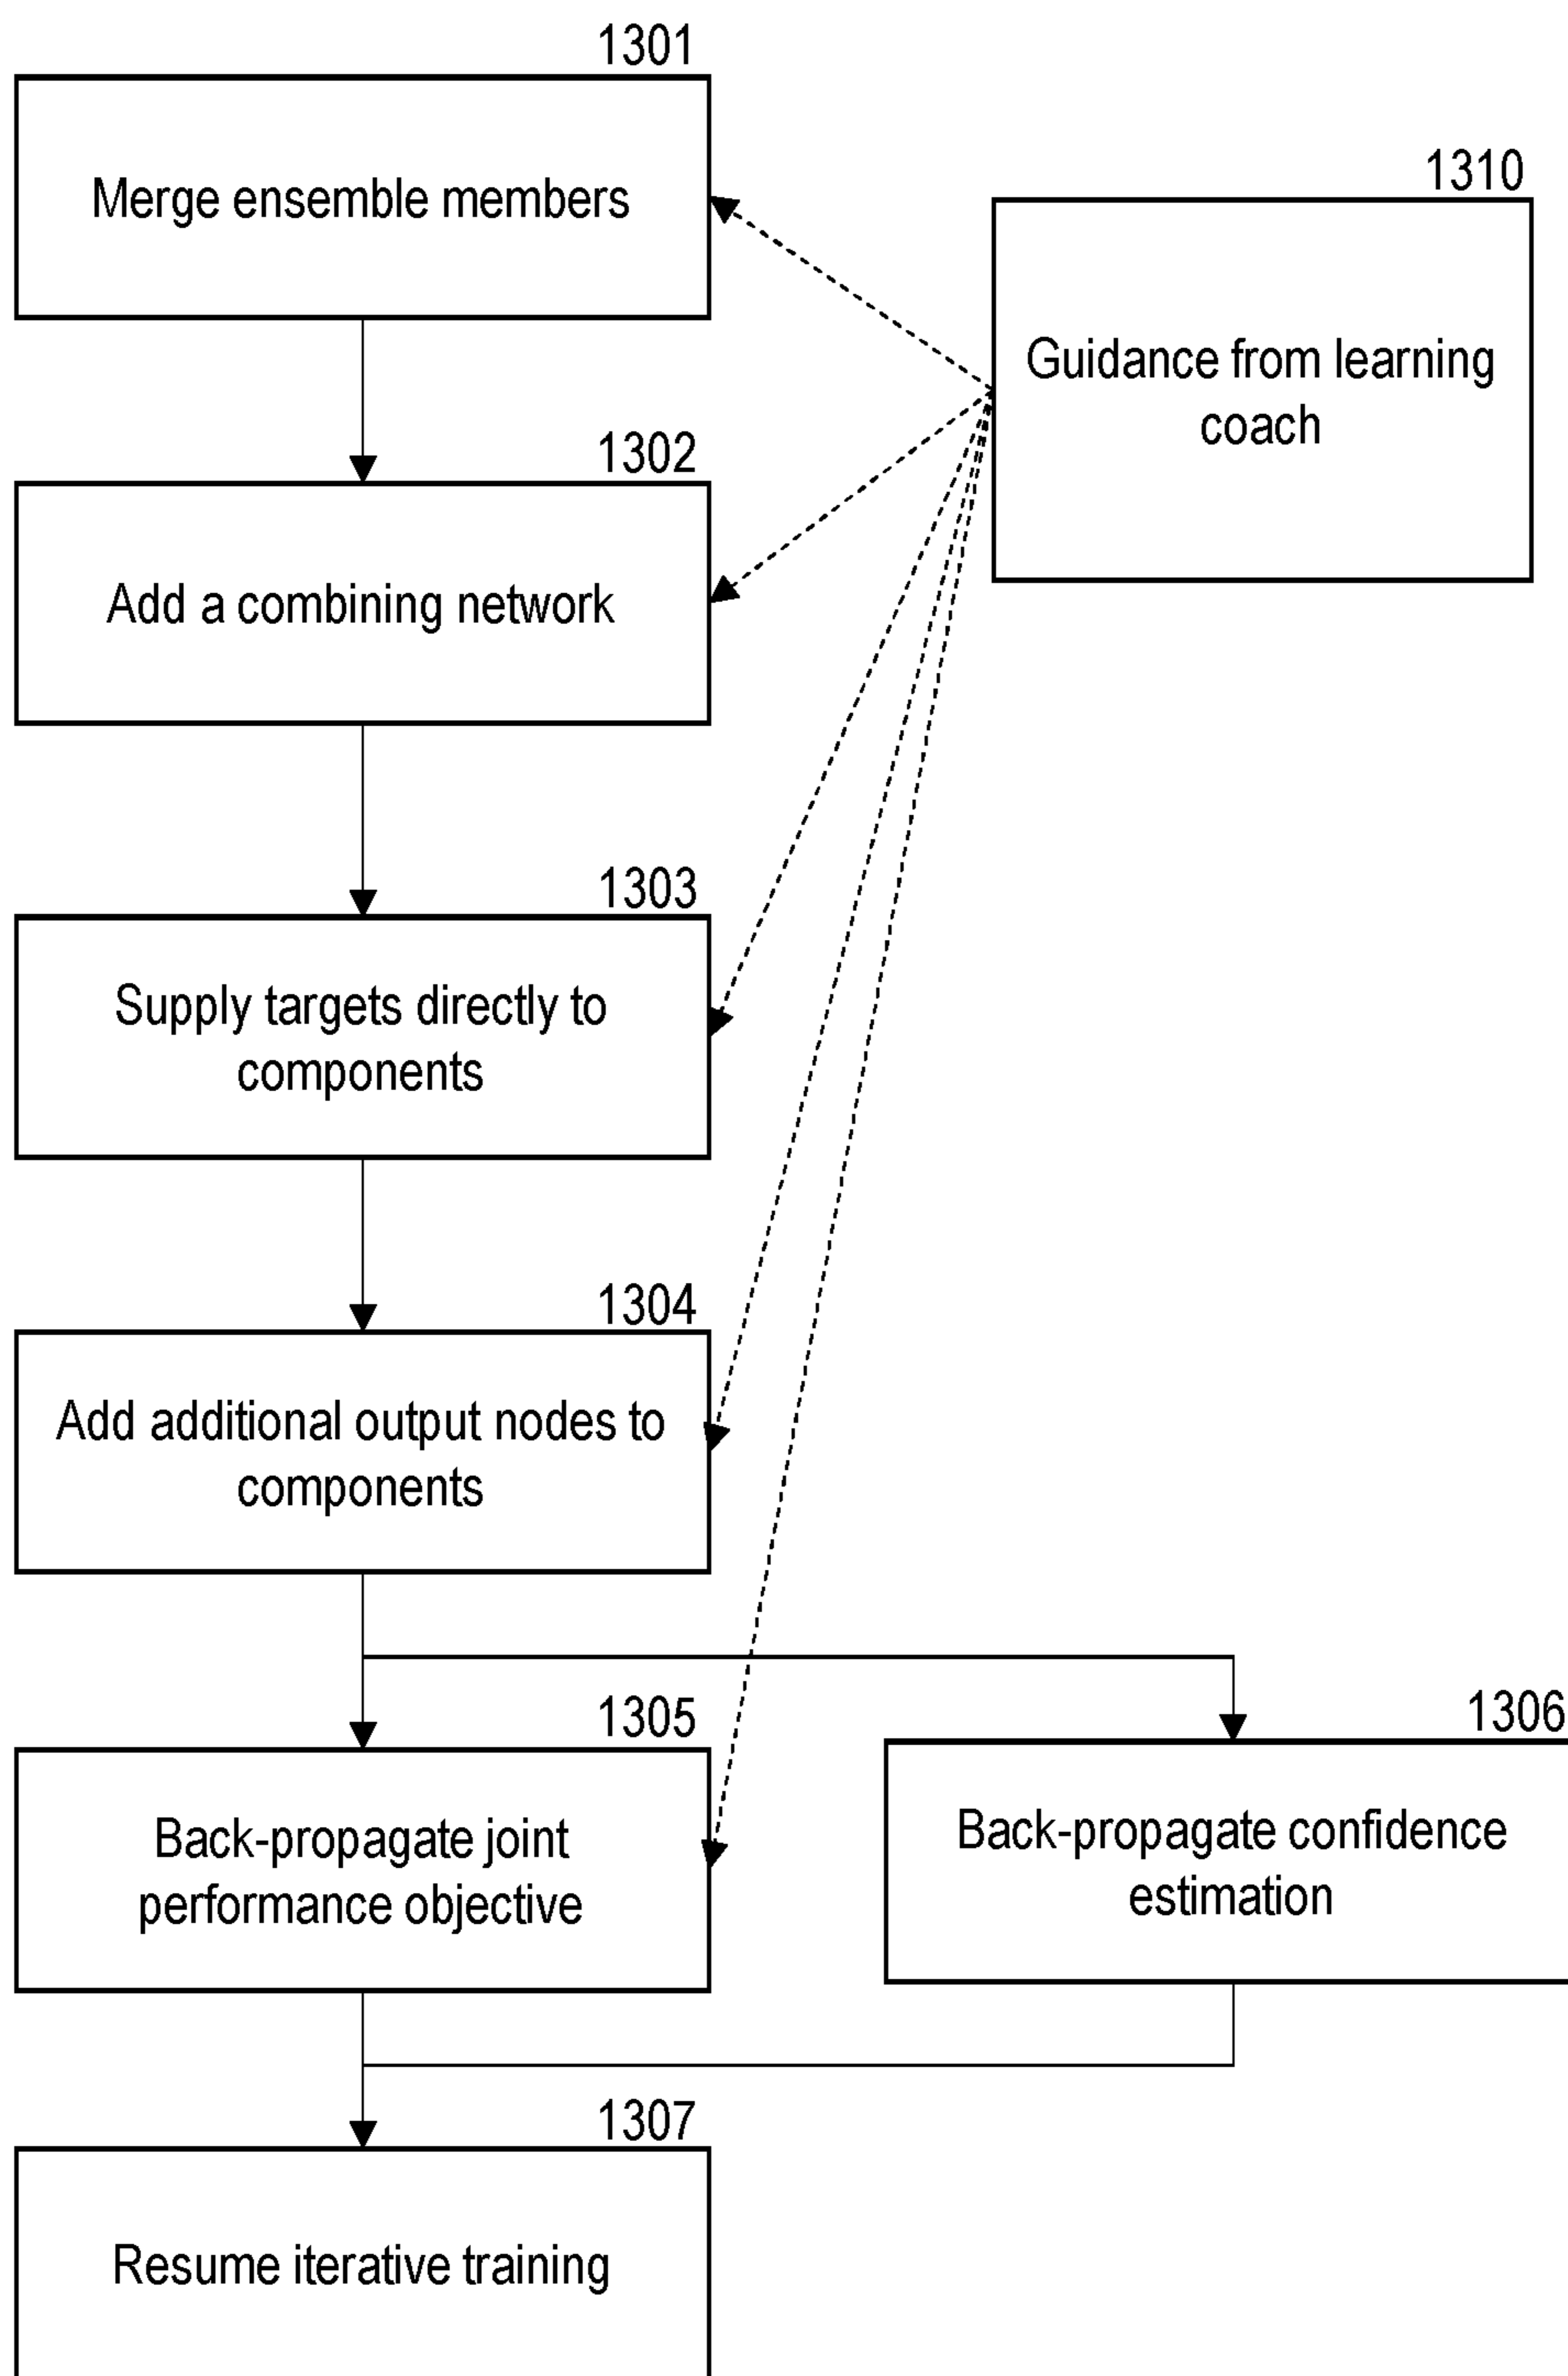 1301
Merge ensemble members
1310
Guidance from learning
coach
1302
Add a combining network
1303
Supply targets directly to
components
1304
Add additional output nodes to
components
1305
Back-propagate joint
performance objective
1306
Back-propagate confidence
estimation
1307
Resume iterative training